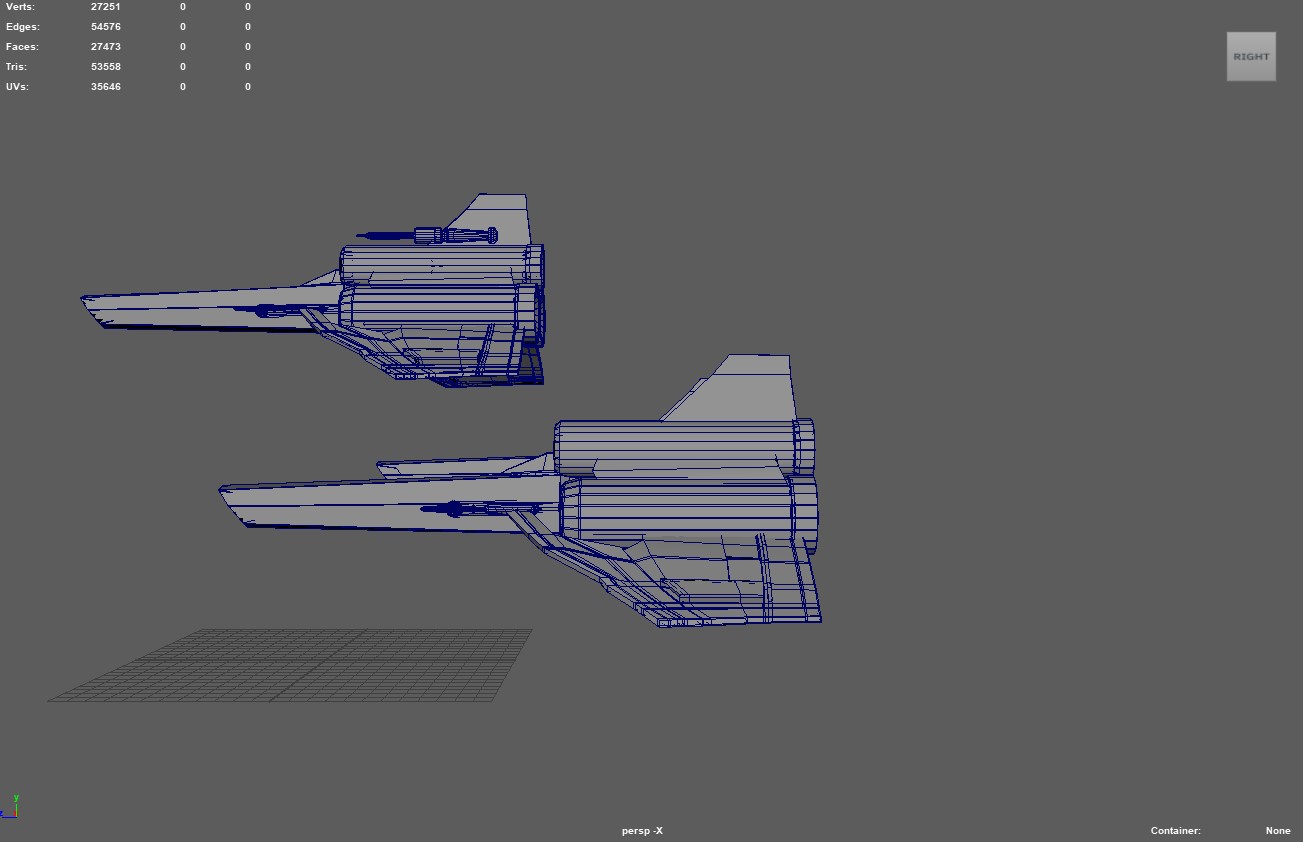 Verts: 27251 0 0
Edges: 54576 0 0
Faces: 27473 0 0
Tris: 53558 0 0
UVs: 35646 0 0
RIGHT
y
z
persp -X
Container: None